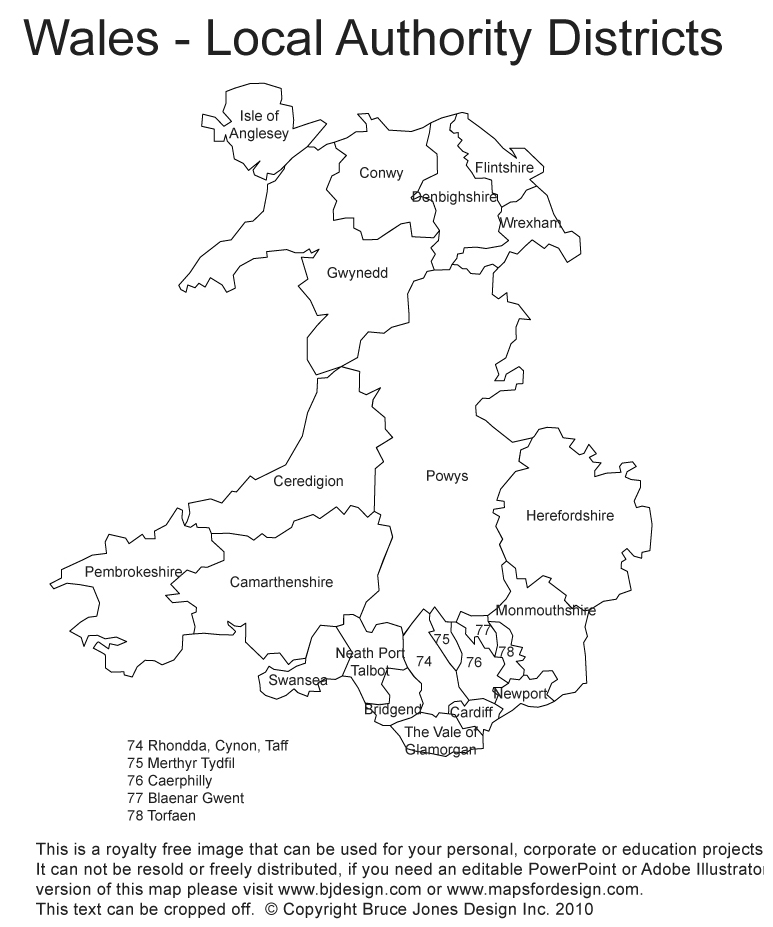 Wales - Local Authority Districts
Isle of
Anglesey
Conwy
Flintshire
Denbighshire
Wrexham
Gwynedd
Ceredigion
Powys
Herefordshire
Pembrokeshire
Camarthenshire
Monmouthshire
77
75
78
Neath Port
Talbot
74
76
Swansea
Newport
Bridgend
Cardiff
The Vale of
Glamorgan
74 Rhondda, Cynon, Taff
75 Merthyr Tydfil
76 Caerphilly
77 Blaenar Gwent
78 Torfaen
This is a royalty free image that can be used for your personal, corporate or education projects
It can not be resold or freely distributed, if you need an editable PowerPoint or Adobe Illustrato
version of this map please visit www.bjdesign.com or www.mapsfordesign.com.
This text can be cropped off. © Copyright Bruce Jones Design Inc. 2010